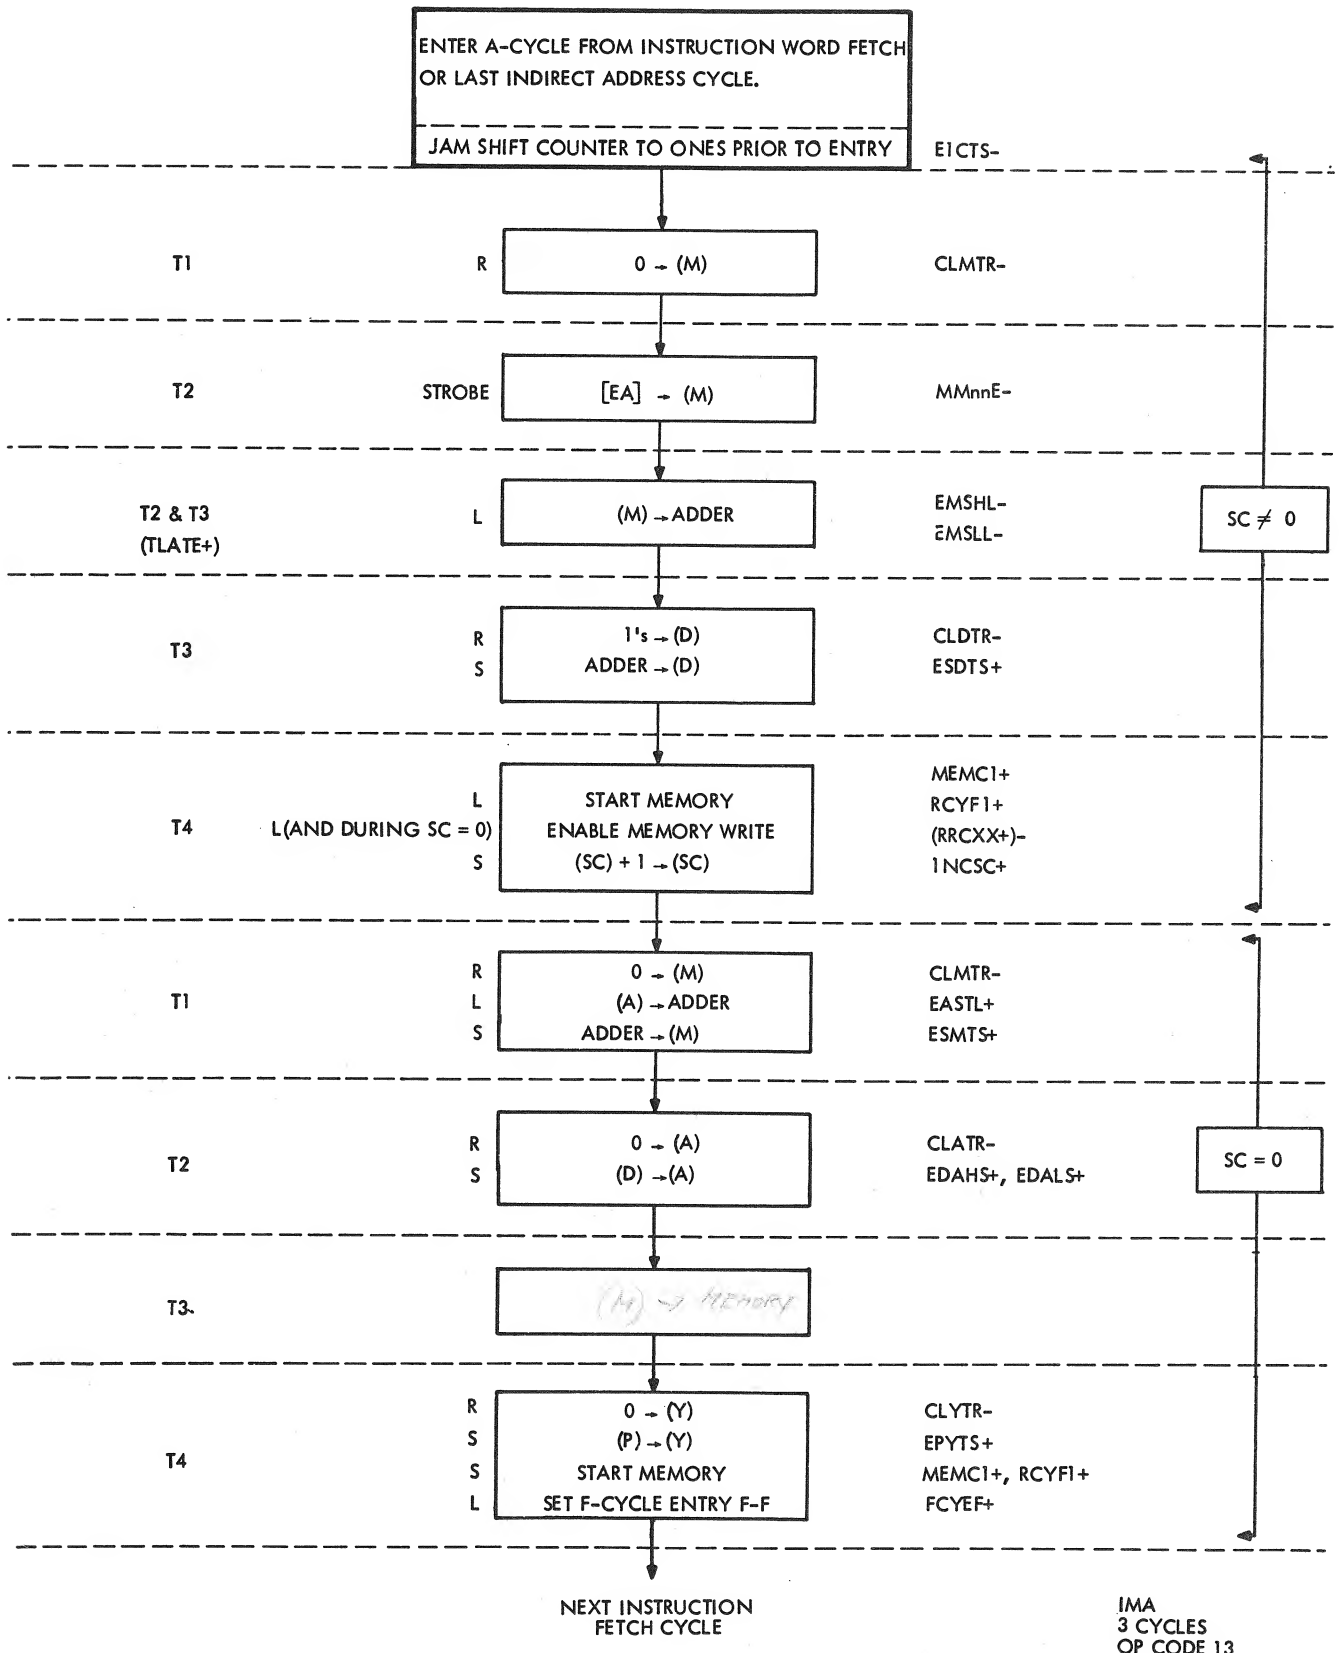 ENTER A-CYCLE FROM INSTRUCTION WORD FETCH
OR LAST INDIRECT ADDRESS CYCLE.
JAM SHIFT COUNTER TO ONES PRIOR TO ENTRY
E1CTS-
T1
R
0 → (M)
CLMTR-
T2
STROBE
[EA] → (M)
MMnnE-
T2 & T3
(TLATE+)
L
(M) → ADDER
EMSHL-
EMSLL-
SC ≠ 0
T3
R
1's → (D)
CLDTR-
S
ADDER → (D)
ESDTS+
T4
L
START MEMORY
MEMC1+
RCYF1+
L(AND DURING SC = 0)
ENABLE MEMORY WRITE
(RRCXX+)-
S
(SC) + 1 → (SC)
1NCSC+
T1
R
0 → (M)
CLMTR-
L
(A) → ADDER
EASTL+
S
ADDER → (M)
ESMTS+
T2
R
0 → (A)
CLATR-
S
(D) → (A)
EDAHS+, EDALS+
SC = 0
T3
(M) → MEMORY
T4
R
0 → (Y)
CLYTR-
S
(P) → (Y)
EPYTS+
S
START MEMORY
MEMC1+, RCYF1+
L
SET F-CYCLE ENTRY F-F
FCYEF+
NEXT INSTRUCTION
FETCH CYCLE
IMA
3 CYCLES
OP CODE 13